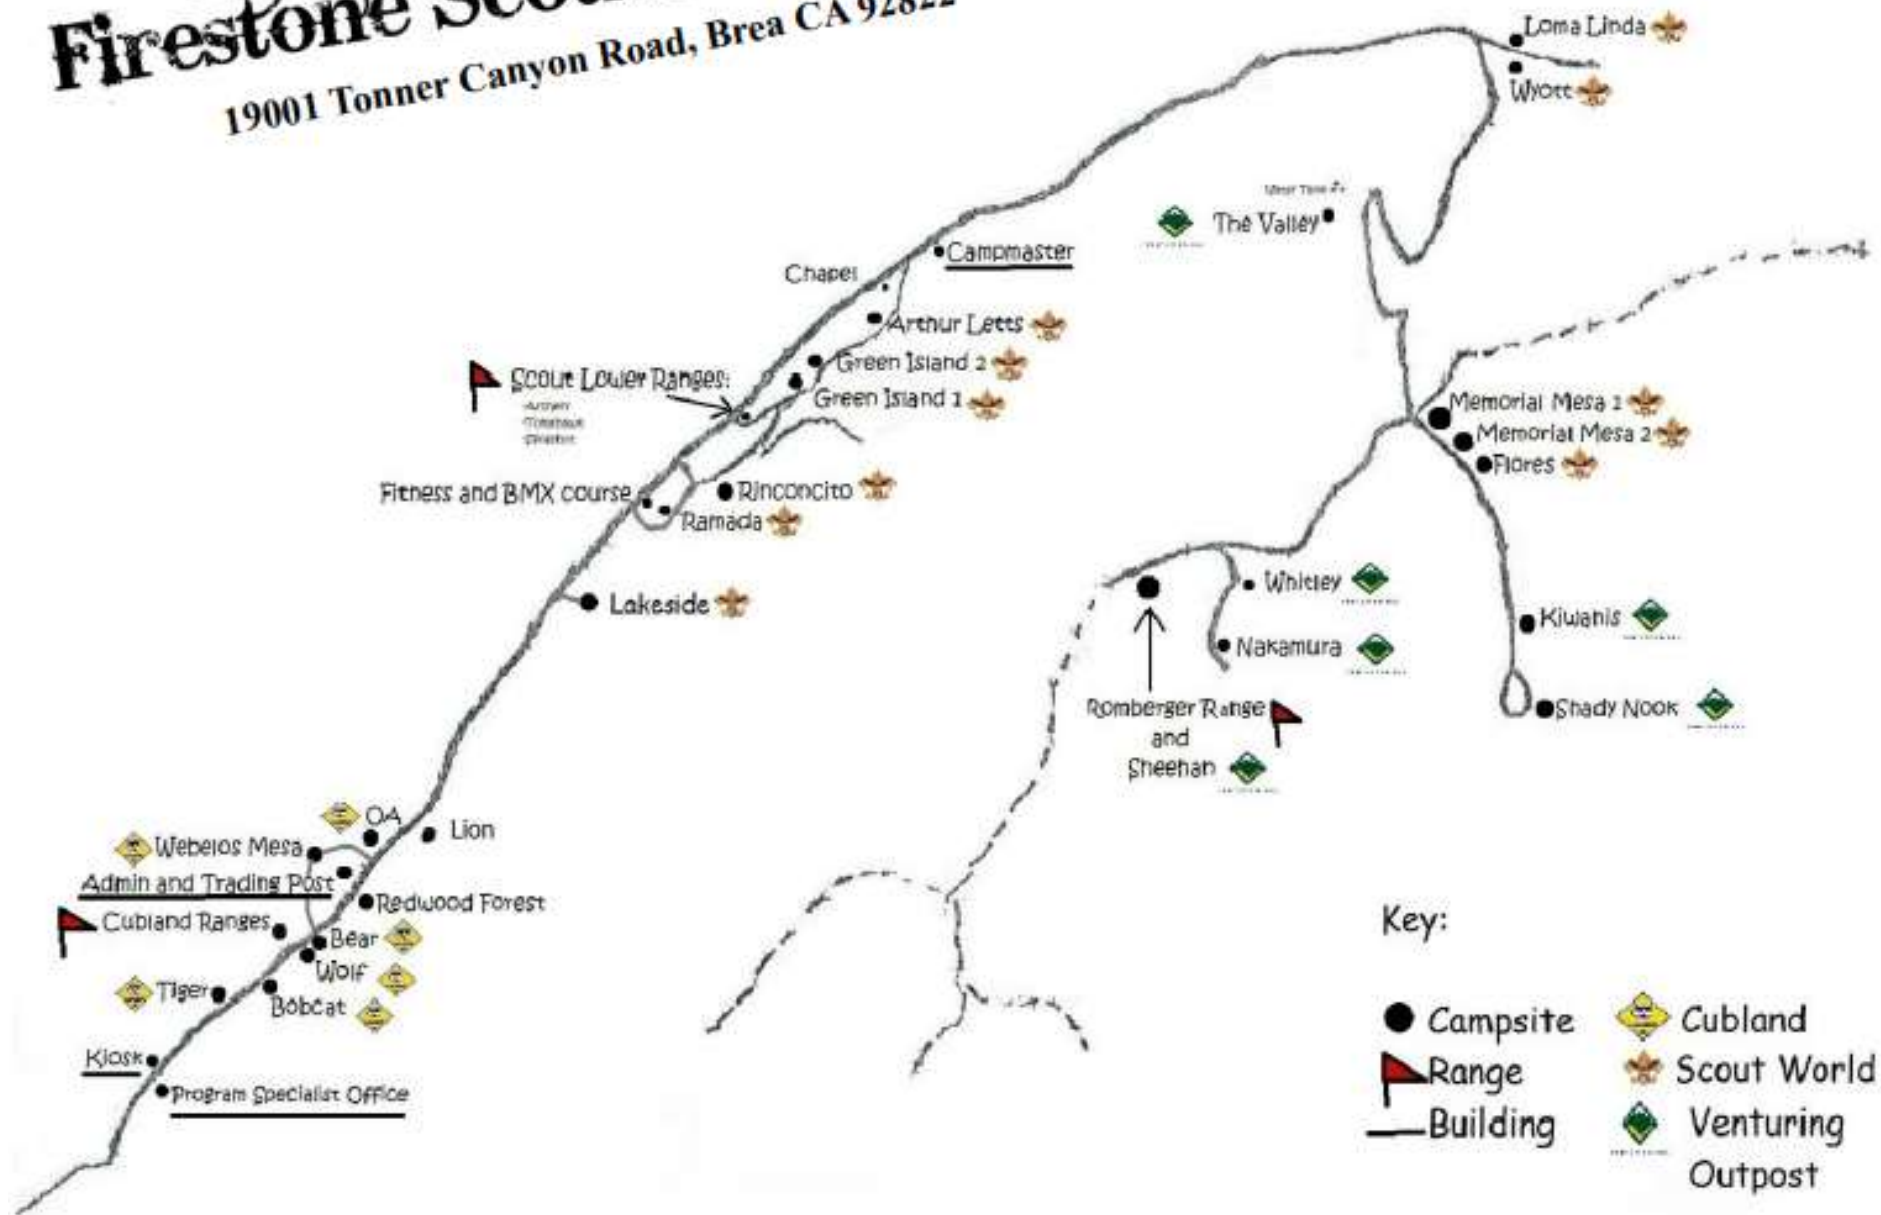 Firestone
19001 Tonner Canyon Road, Brea CA 92822
Loma Linda
Wyott
The Valley
Campmaster
Chapel
Arthur Letts
Green Island 2
Scout Lower Ranges:
Green Island 1
Memorial Mesa 1
Memorial Mesa 2
Flores
Fitness and BMX course
Rinconcito
Ramada
Lakeside
Whitley
Nakamura
Kiwanis
Shady Nook
Romberger Range
and
Sheehan
OA
Lion
Webelos Mesa
Admin and Trading Post
Redwood Forest
Cubland Ranges
Bear
Wolf
Tiger
Bobcat
Kiosk
Program Specialist Office
Key:
Campsite
Cubland
Range
Scout World
Building
Venturing
Outpost